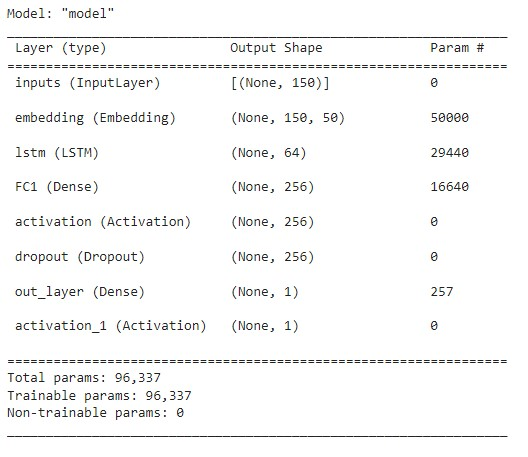 Model: "model"
Layer (type) Output Shape Param #
inputs (InputLayer) [(None, 150)] 0
embedding (Embedding) (None, 150, 50) 50000
lstm (LSTM) (None, 64) 29440
FC1 (Dense) (None, 256) 16640
activation (Activation) (None, 256) 0
dropout (Dropout) (None, 256) 0
out_layer (Dense) (None, 1) 257
activation_1 (Activation) (None, 1) 0
Total params: 96,337
Trainable params: 96,337
Non-trainable params: 0